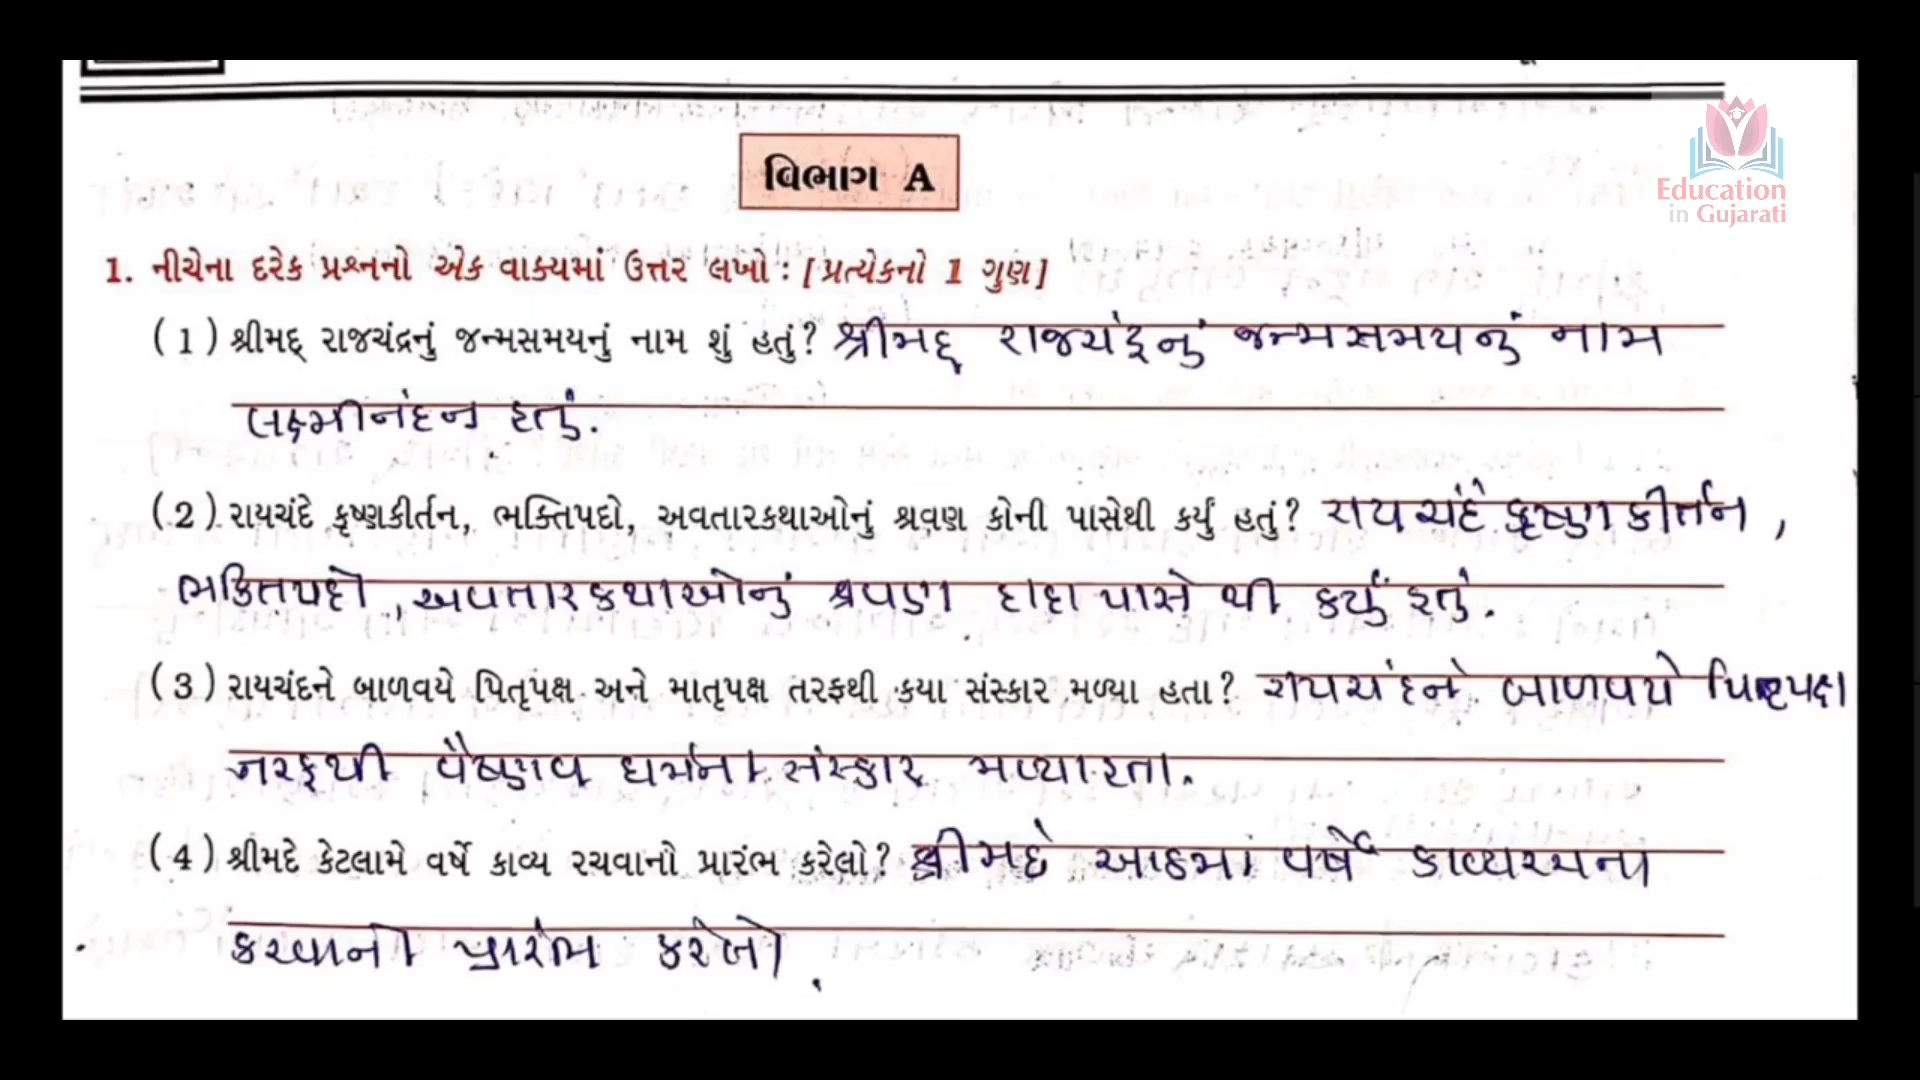 Education
in Gujarati
વિભાગ A
1. નીચેના દરેક પ્રશ્નનો એક વાક્યમાં ઉત્તર લખો : [પ્રત્યેકનો 1 ગુણ]
(1) શ્રીમદ્ રાજચંદ્રનું જન્મસમયનું નામ શું હતું? શ્રીમદ્ રાજચંદ્રનું જન્મસમયનું નામ
લક્ષ્મીનંદન હતું.
(2) રાયચંદે કૃષ્ણકીર્તન, ભક્તિપદો, અવતારકથાઓનું શ્રવણ કોની પાસેથી કર્યું હતું? રાયચંદે કૃષ્ણકીર્તન,
ભક્તિપદો, અવતારકથાઓનું શ્રવણ દાદા પાસેથી કર્યું હતું.
(3) રાયચંદને બાળવયે પિતૃપક્ષ અને માતૃપક્ષ તરફથી કયા સંસ્કાર મળ્યા હતા? રાયચંદને બાળવયે
તરફથી વૈષ્ણવ ધર્મના સંસ્કાર મળ્યા હતા.
(4) શ્રીમદે કેટલામે વર્ષે કાવ્ય રચવાનો પ્રારંભ કરેલો? શ્રીમદે આઠમાં વર્ષે કાવ્યરચના
કરવાનો પ્રારંભ કરેલો.